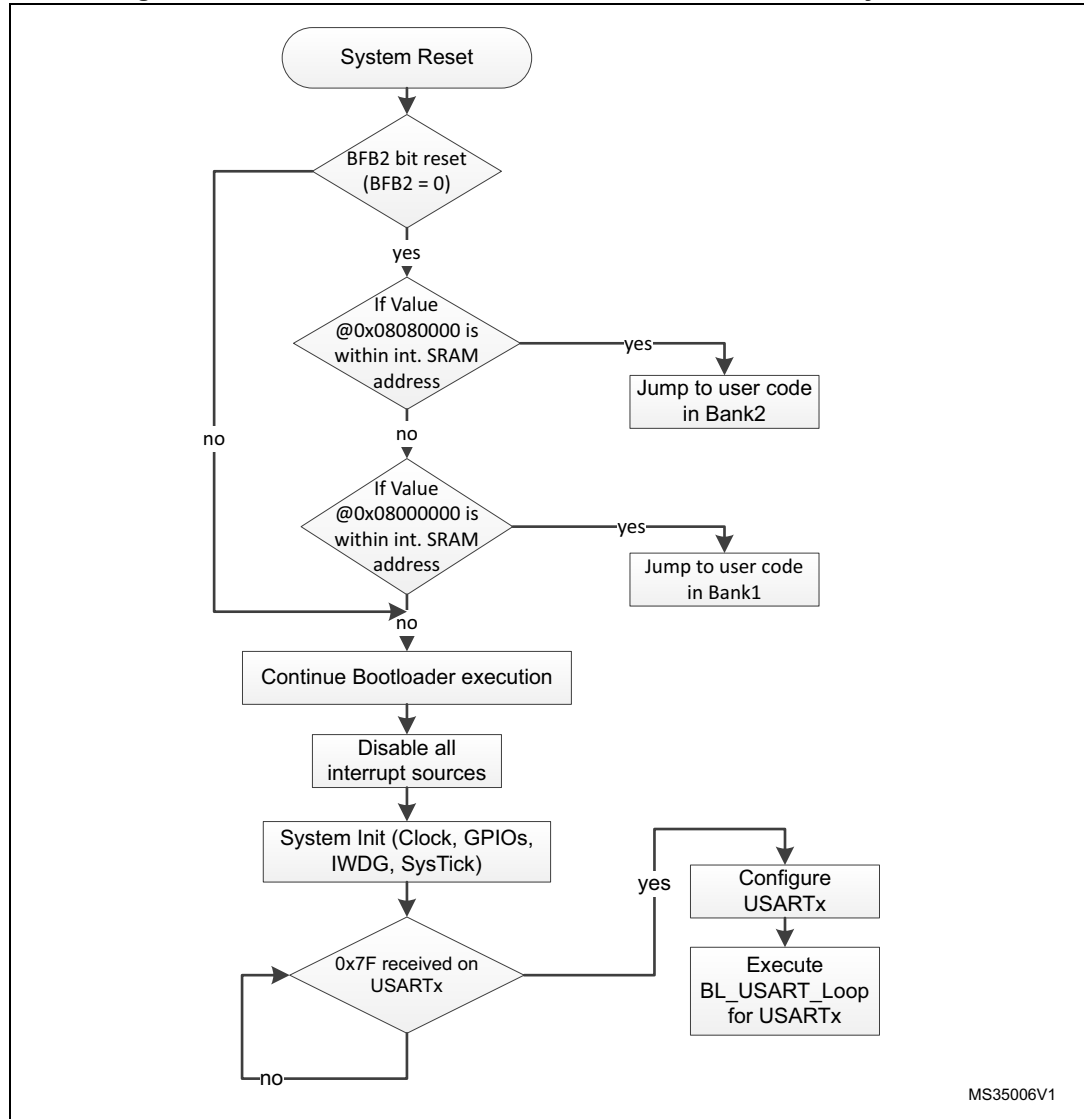 System Reset
BFB2 bit reset
(BFB2 = 0)
yes
If Value
@0x08080000 is
within int. SRAM
address
yes
Jump to user code
in Bank2
no
no
If Value
@0x08000000 is
within int. SRAM
address
yes
Jump to user code
in Bank1
no
Continue Bootloader execution
Disable all
interrupt sources
System Init (Clock, GPIOs,
IWDG, SysTick)
yes
Configure
USARTx
0x7F received on
USARTx
Execute
BL_USART_Loop
for USARTx
no
MS35006V1